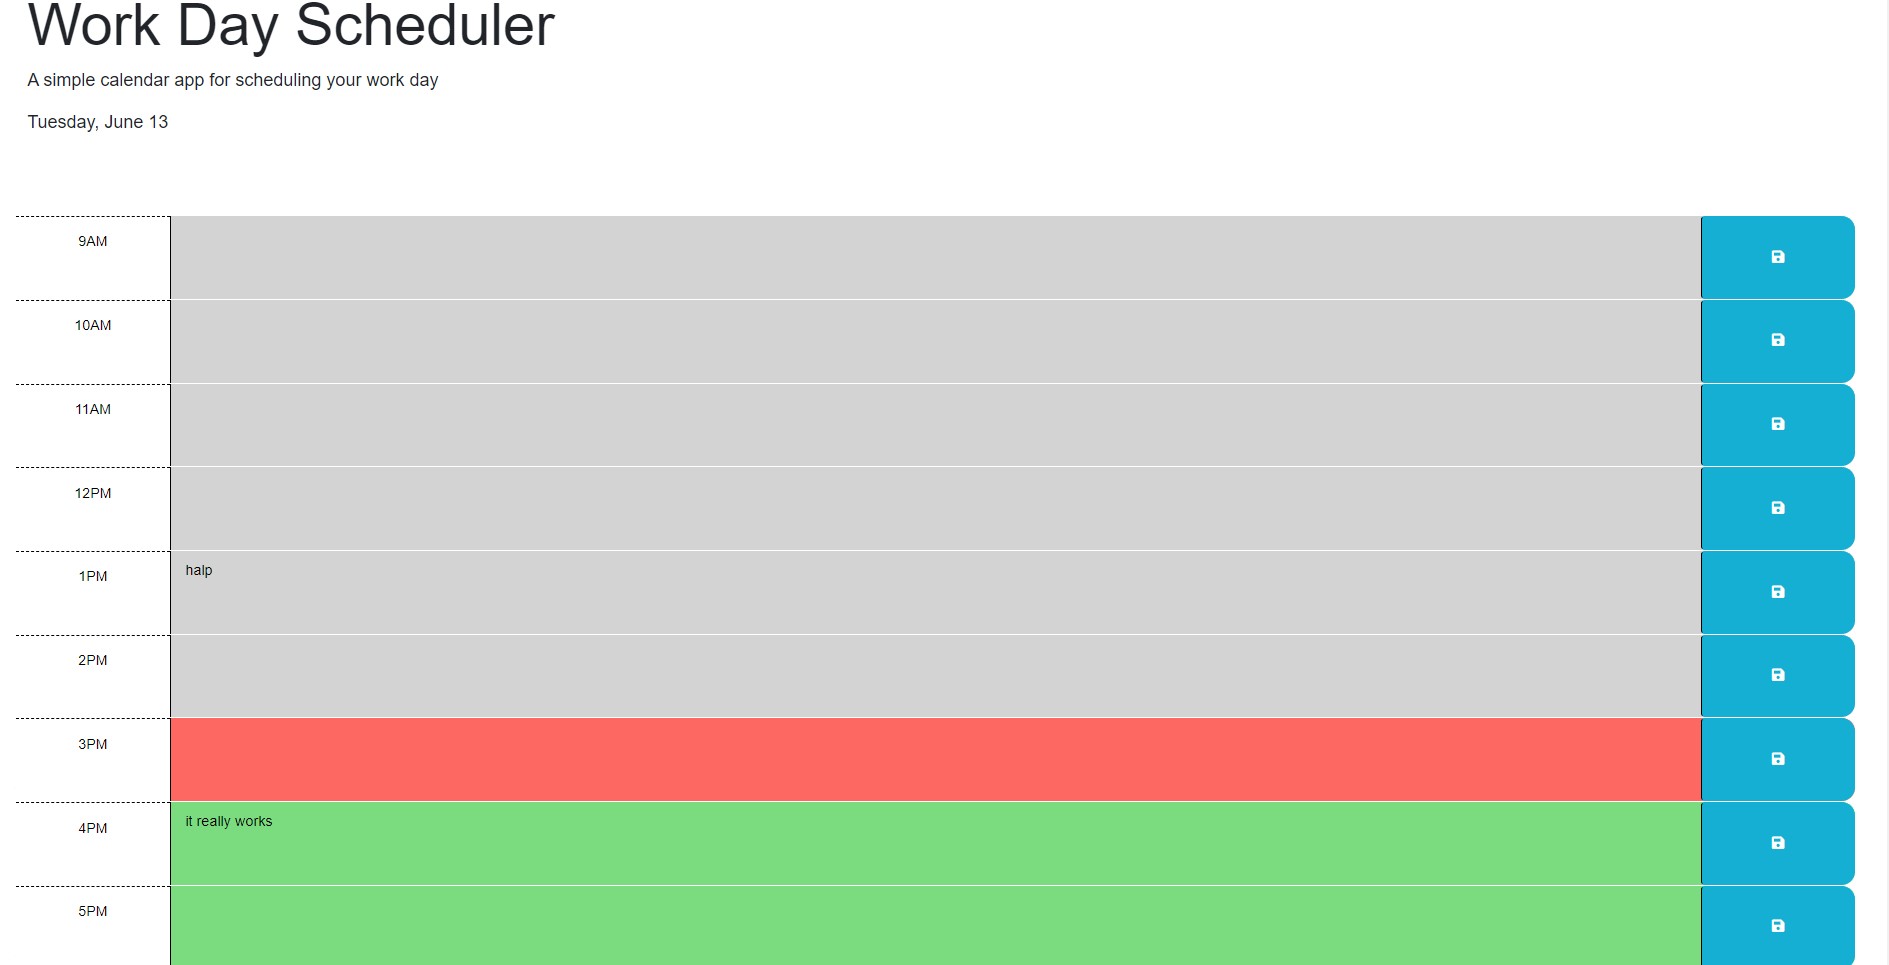 Work Day Scheduler
A simple calendar app for scheduling your work day
Tuesday, June 13
9AM
10AM
11AM
12PM
1PM halp
2PM
3PM
4PM it really works
5PM